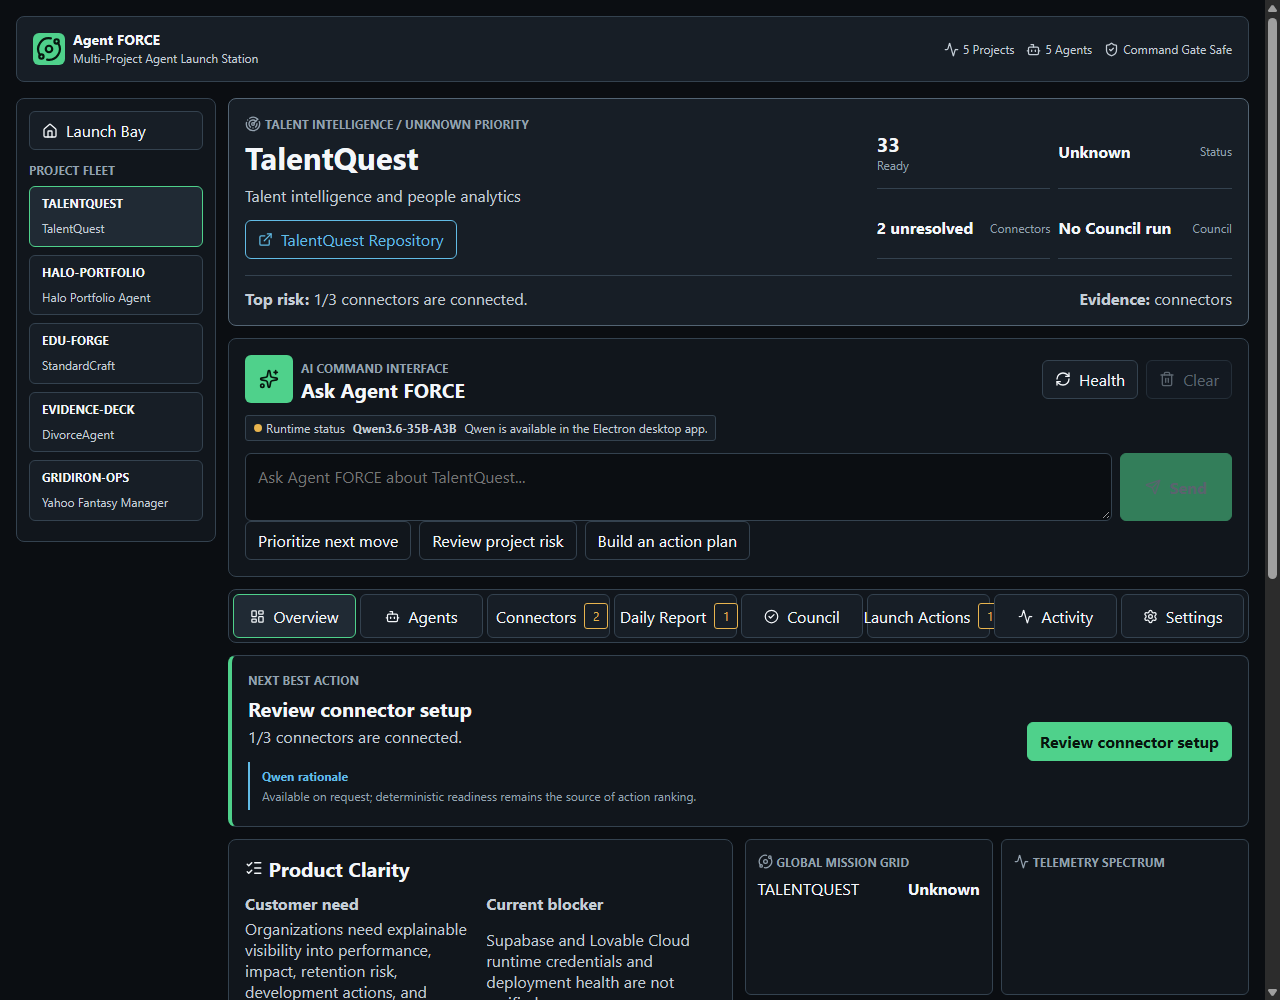 Agent FORCE
Multi-Project Agent Launch Station
5 Projects
5 Agents
Command Gate Safe
Launch Bay
PROJECT FLEET
TALENTQUEST
TalentQuest
HALO-PORTFOLIO
Halo Portfolio Agent
EDU-FORGE
StandardCraft
EVIDENCE-DECK
DivorceAgent
GRIDIRON-OPS
Yahoo Fantasy Manager
TALENT INTELLIGENCE / UNKNOWN PRIORITY
TalentQuest
Talent intelligence and people analytics
TalentQuest Repository
33
Ready
Unknown Status
2 unresolved Connectors
No Council run Council
Top risk: 1/3 connectors are connected.
Evidence: connectors
AI COMMAND INTERFACE
Ask Agent FORCE
Health
Clear
Runtime status Qwen3.6-35B-A3B Qwen is available in the Electron desktop app.
Ask Agent FORCE about TalentQuest...
Send
Prioritize next move
Review project risk
Build an action plan
Overview
Agents
Connectors 2
Daily Report 1
Council
Launch Actions 1
Activity
Settings
NEXT BEST ACTION
Review connector setup
1/3 connectors are connected.
Qwen rationale
Available on request; deterministic readiness remains the source of action ranking.
Review connector setup
Product Clarity
Customer need
Organizations need explainable
visibility into performance,
impact, retention risk,
development actions, and
Current blocker
Supabase and Lovable Cloud
runtime credentials and
deployment health are not
GLOBAL MISSION GRID
TALENTQUEST Unknown
TELEMETRY SPECTRUM